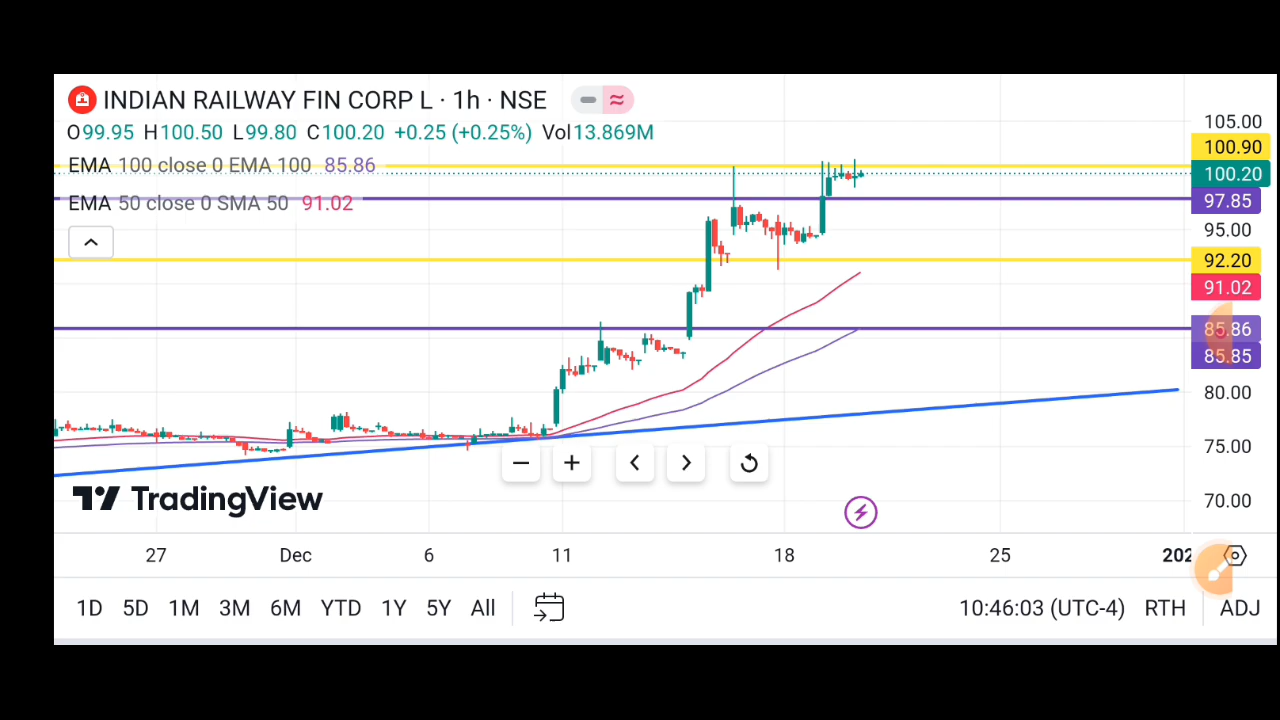 INDIAN RAILWAY FIN CORP L · 1h · NSE
O99.95 H100.50 L99.80 C100.20 +0.25 (+0.25%) Vol13.869M
EMA 100 close 0 EMA 100 85.86
EMA 50 close 0 SMA 50 91.02
105.00
100.90
100.20
97.85
95.00
92.20
91.02
85.86
85.85
80.00
75.00
70.00
TradingView
27 Dec 6 11 18 25 202
1D 5D 1M 3M 6M YTD 1Y 5Y All 10:46:03 (UTC-4) RTH ADJ